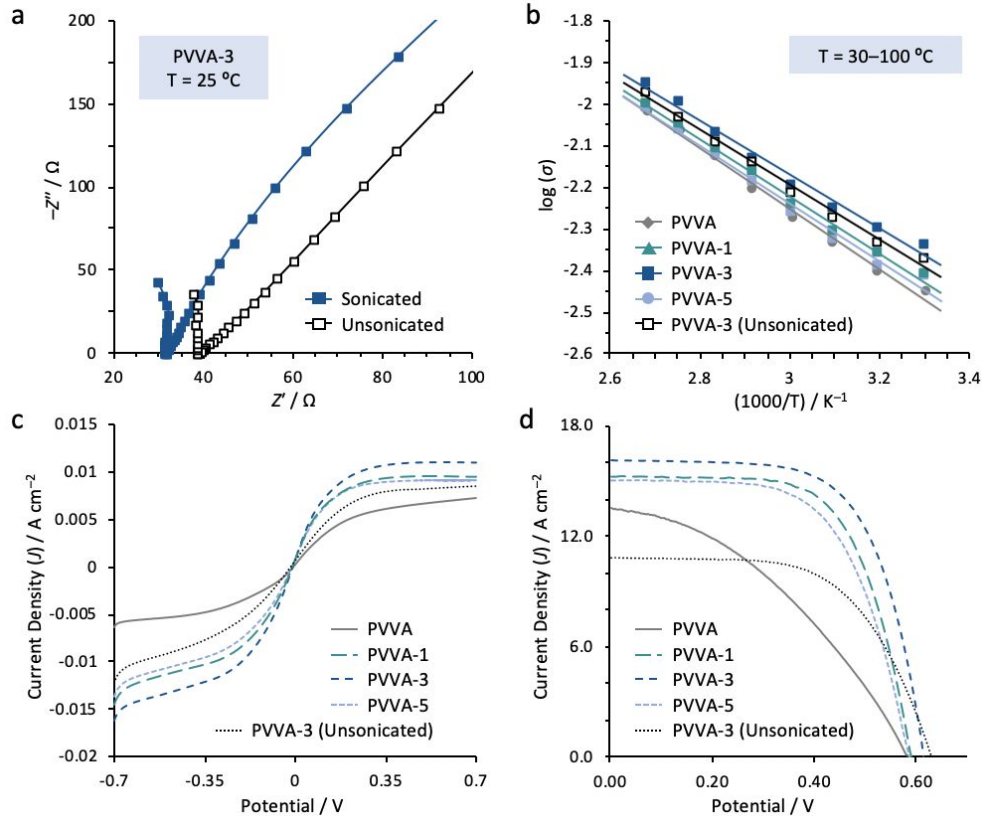 a
PVVA-3
T = 25 ⁰C
200
150
100
50
0
–Z″ / Ω
Sonicated
Unsonicated
20
40
60
80
100
Z′ / Ω
b
T = 30–100 ⁰C
-1.8
-1.9
-2
-2.1
-2.2
-2.3
-2.4
-2.5
-2.6
log (σ)
PVVA
PVVA-1
PVVA-3
PVVA-5
PVVA-3 (Unsonicated)
2.6
2.8
3
3.2
3.4
(1000/T) / K⁻¹
c
0.015
0.010
0.005
0
-0.005
-0.01
-0.015
-0.02
Current Density (J) / A cm⁻²
PVVA
PVVA-1
PVVA-3
PVVA-5
PVVA-3 (Unsonicated)
-0.7
-0.35
0
0.35
0.7
Potential / V
d
18.0
12.0
6.0
0.0
Current Density (J) / A cm⁻²
PVVA
PVVA-1
PVVA-3
PVVA-5
PVVA-3 (Unsonicated)
0.00
0.20
0.40
0.60
Potential / V